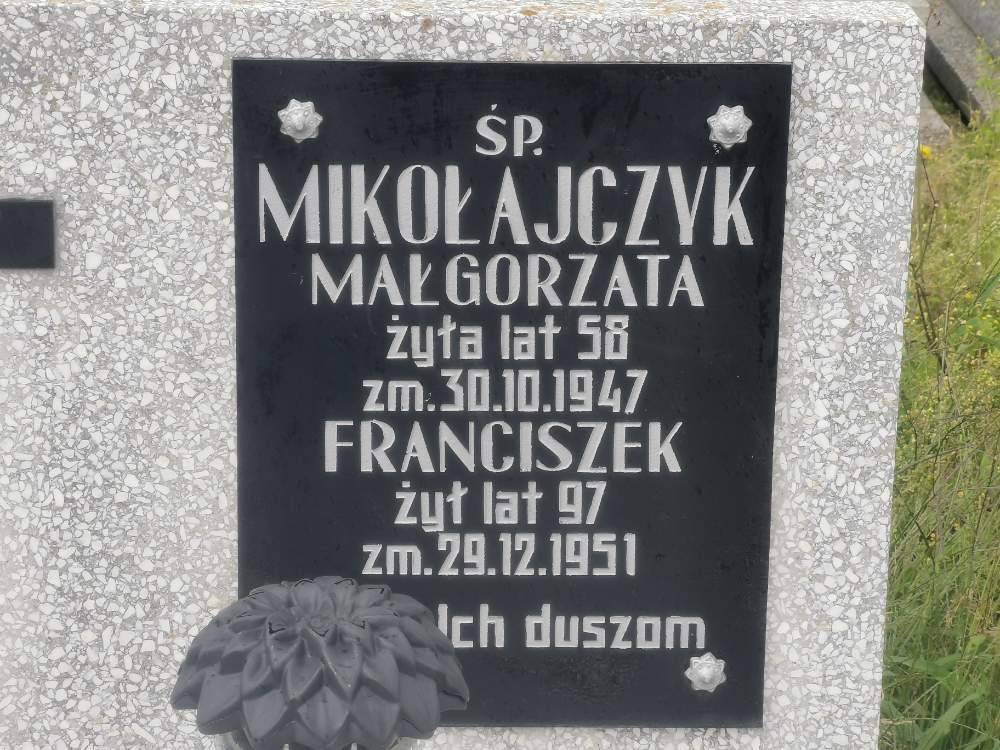 ŚP.
MIKOŁAJCZYK
MAŁGORZATA
żyła lat 58
zm.30.10.1947
FRANCISZEK
żył lat 97
zm.29.12.1951
Ich duszom